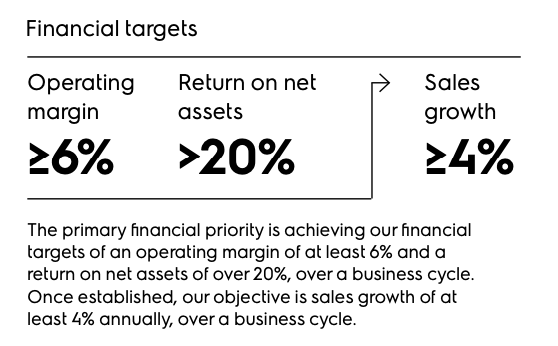 Financial targets
Operating
margin
≥6%
Return on net
assets
>20%
Sales
growth
≥4%
The primary financial priority is achieving our financial
targets of an operating margin of at least 6% and a
return on net assets of over 20%, over a business cycle.
Once established, our objective is sales growth of at
least 4% annually, over a business cycle.